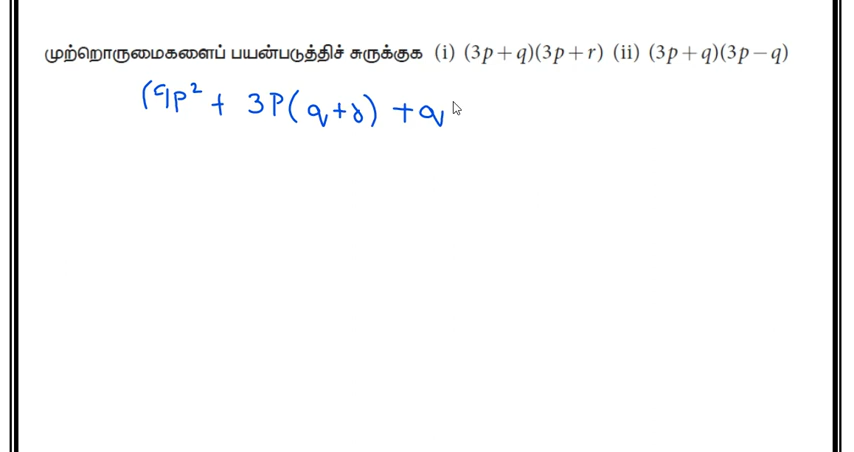 முற்றொருமைகளைப் பயன்படுத்திச் சுருக்குக (i) (3p+q)(3p+r) (ii) (3p+q)(3p−q)
(9p² + 3P(q+r) +q